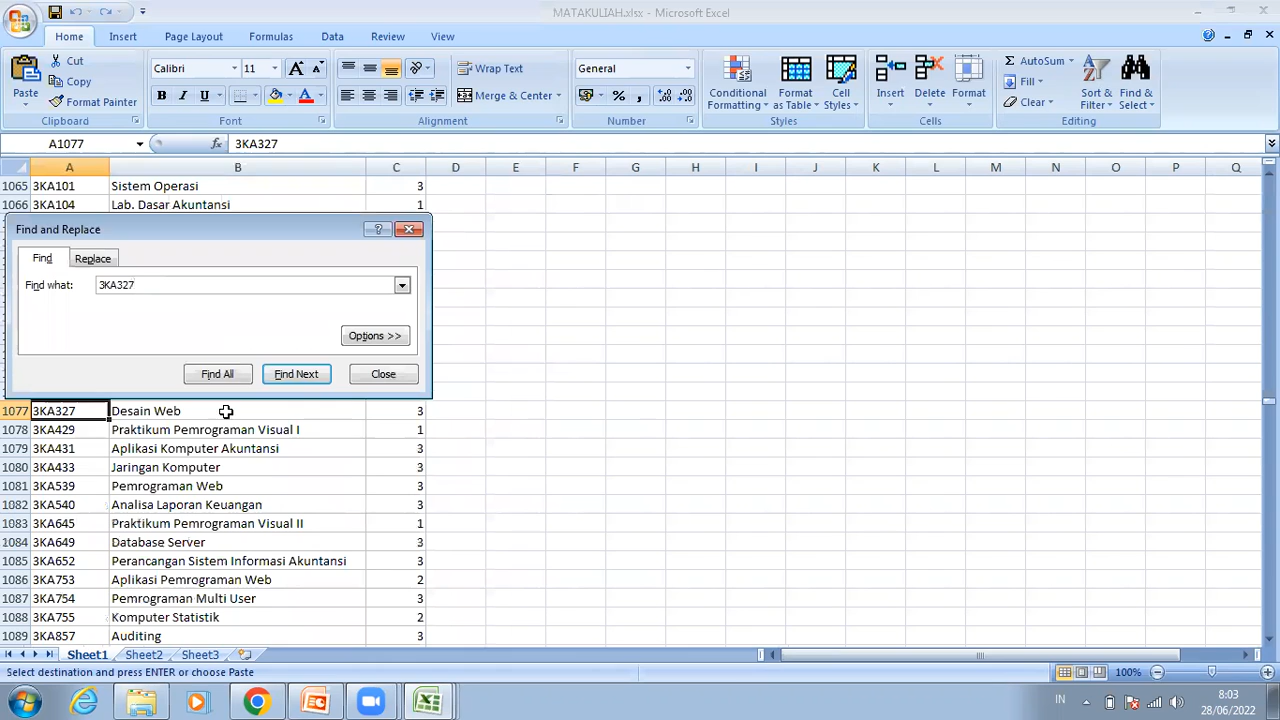 MATAKULIAH.xlsx - Microsoft Excel
Home Insert Page Layout Formulas Data Review View
Paste
Cut
Copy
Format Painter
Clipboard
Calibri 11
B I U
Font
Wrap Text
Merge & Center
Alignment
General
Number
Conditional Formatting
Format as Table
Cell Styles
Styles
Insert Delete Format
Cells
AutoSum
Fill
Clear
Sort & Filter
Find & Select
Editing
A1077 fx 3KA327
A B C D E F G H I J K L M N O P Q
1065 3KA101 Sistem Operasi 3
1066 3KA104 Lab. Dasar Akuntansi 1
Find and Replace
Find Replace
Find what: 3KA327
Options >>
Find All Find Next Close
1077 3KA327 Desain Web 3
1078 3KA429 Praktikum Pemrograman Visual I 1
1079 3KA431 Aplikasi Komputer Akuntansi 3
1080 3KA433 Jaringan Komputer 3
1081 3KA539 Pemrograman Web 3
1082 3KA540 Analisa Laporan Keuangan 3
1083 3KA645 Praktikum Pemrograman Visual II 1
1084 3KA649 Database Server 3
1085 3KA652 Perancangan Sistem Informasi Akuntansi 3
1086 3KA753 Aplikasi Pemrograman Web 2
1087 3KA754 Pemrograman Multi User 3
1088 3KA755 Komputer Statistik 2
1089 3KA857 Auditing 3
Sheet1 Sheet2 Sheet3
Select destination and press ENTER or choose Paste
100%
IN
8:03
28/06/2022